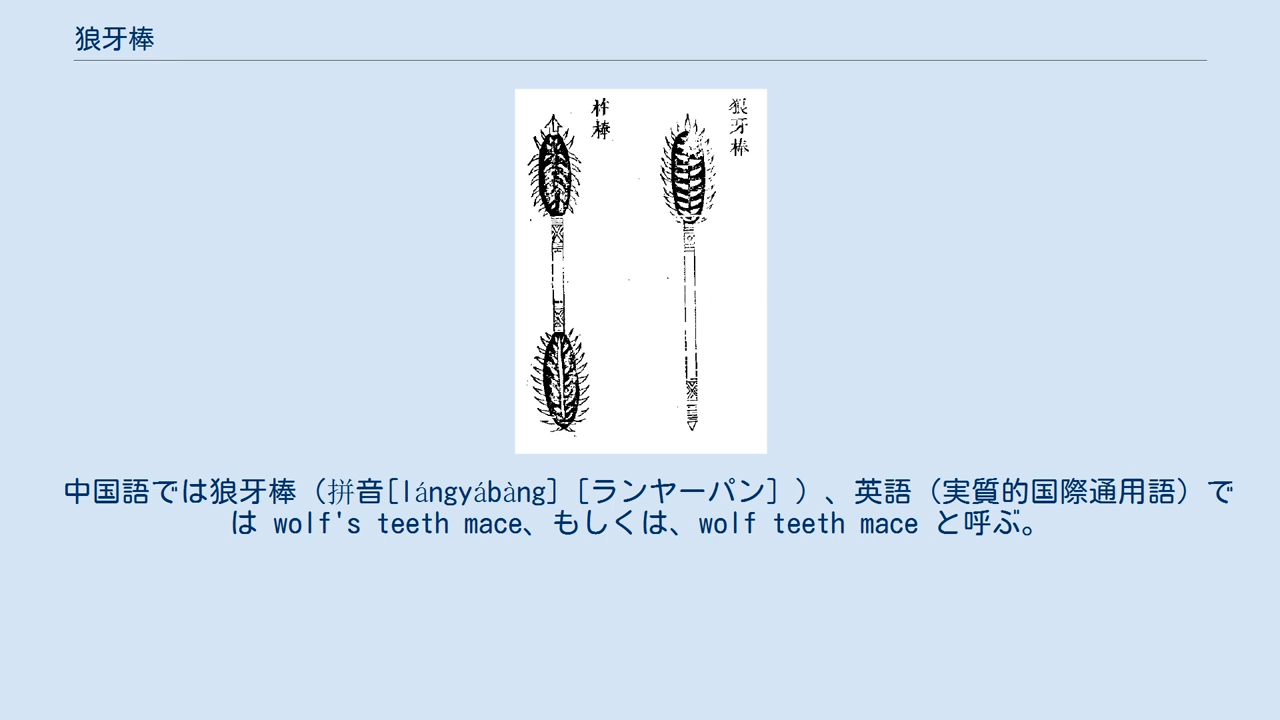 狼牙棒
狼牙棒
杵棒
中国語では狼牙棒（拼音[lángyábàng] [ランヤーパン] ）、英語（実質的国際通用語）で
は wolf's teeth mace、もしくは、wolf teeth mace と呼ぶ。